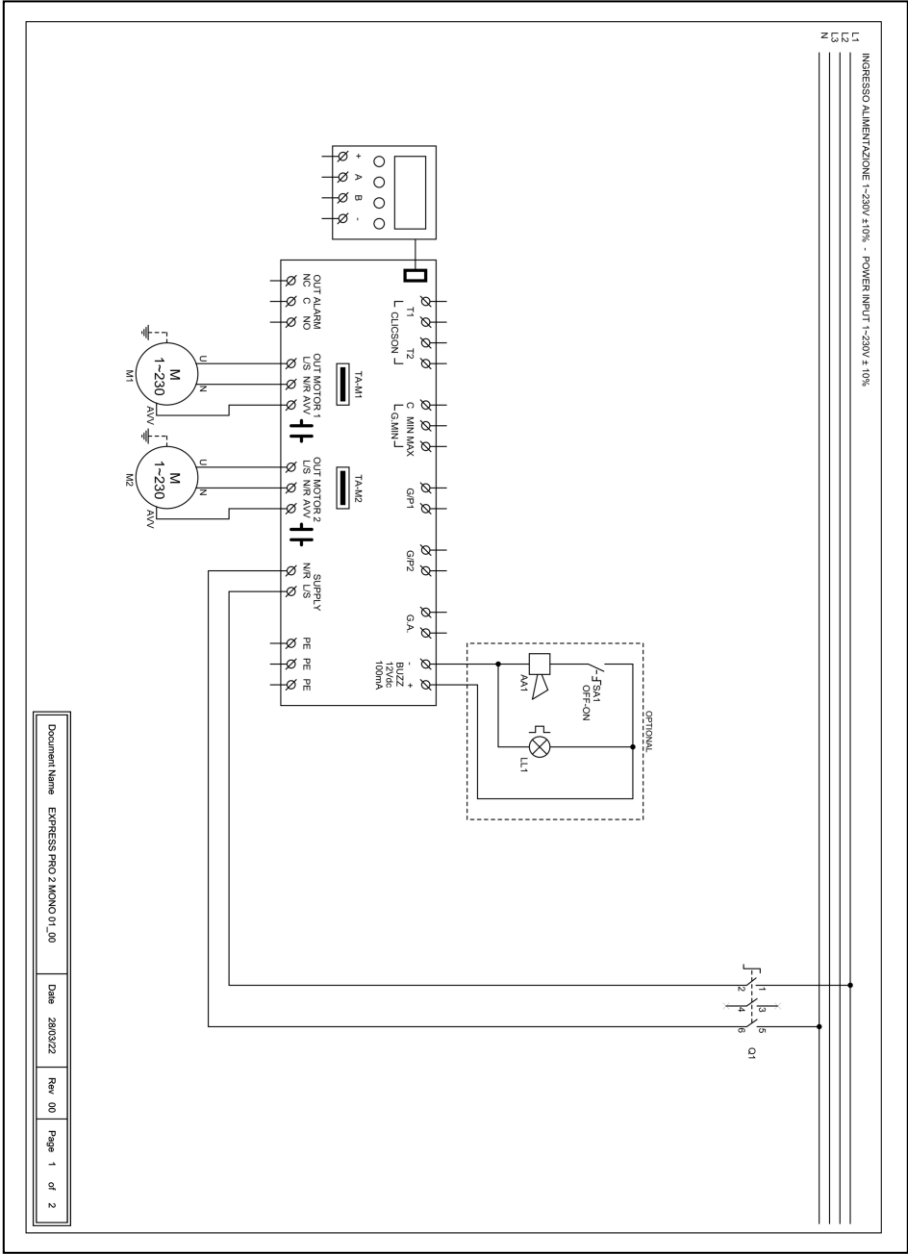 INGRESSO ALIMENTAZIONE 1~230V ±10% - POWER INPUT 1~230V ± 10%
L1
L2
L3
N
Q1
1 3 5
2 4 6
OPTIONAL
SA1
OFF-ON
AA1
LL1
T1 T2
CLICSON
C MIN MAX
G.MIN
G/P1
G/P2
G.A.
- +
BUZZ
12Vdc
100mA
+ A B -
TA-M1
TA-M2
OUT ALARM
NC C NO
OUT MOTOR 1
L/S N/R AVV
OUT MOTOR 2
L/S N/R AVV
SUPPLY
N/R L/S
PE PE PE
U N
M
1~230
AVV
M1
U N
M
1~230
AVV
M2
Document Name EXPRESS PRO 2 MONO 01_00 Date 28/03/22 Rev 00 Page 1 of 2